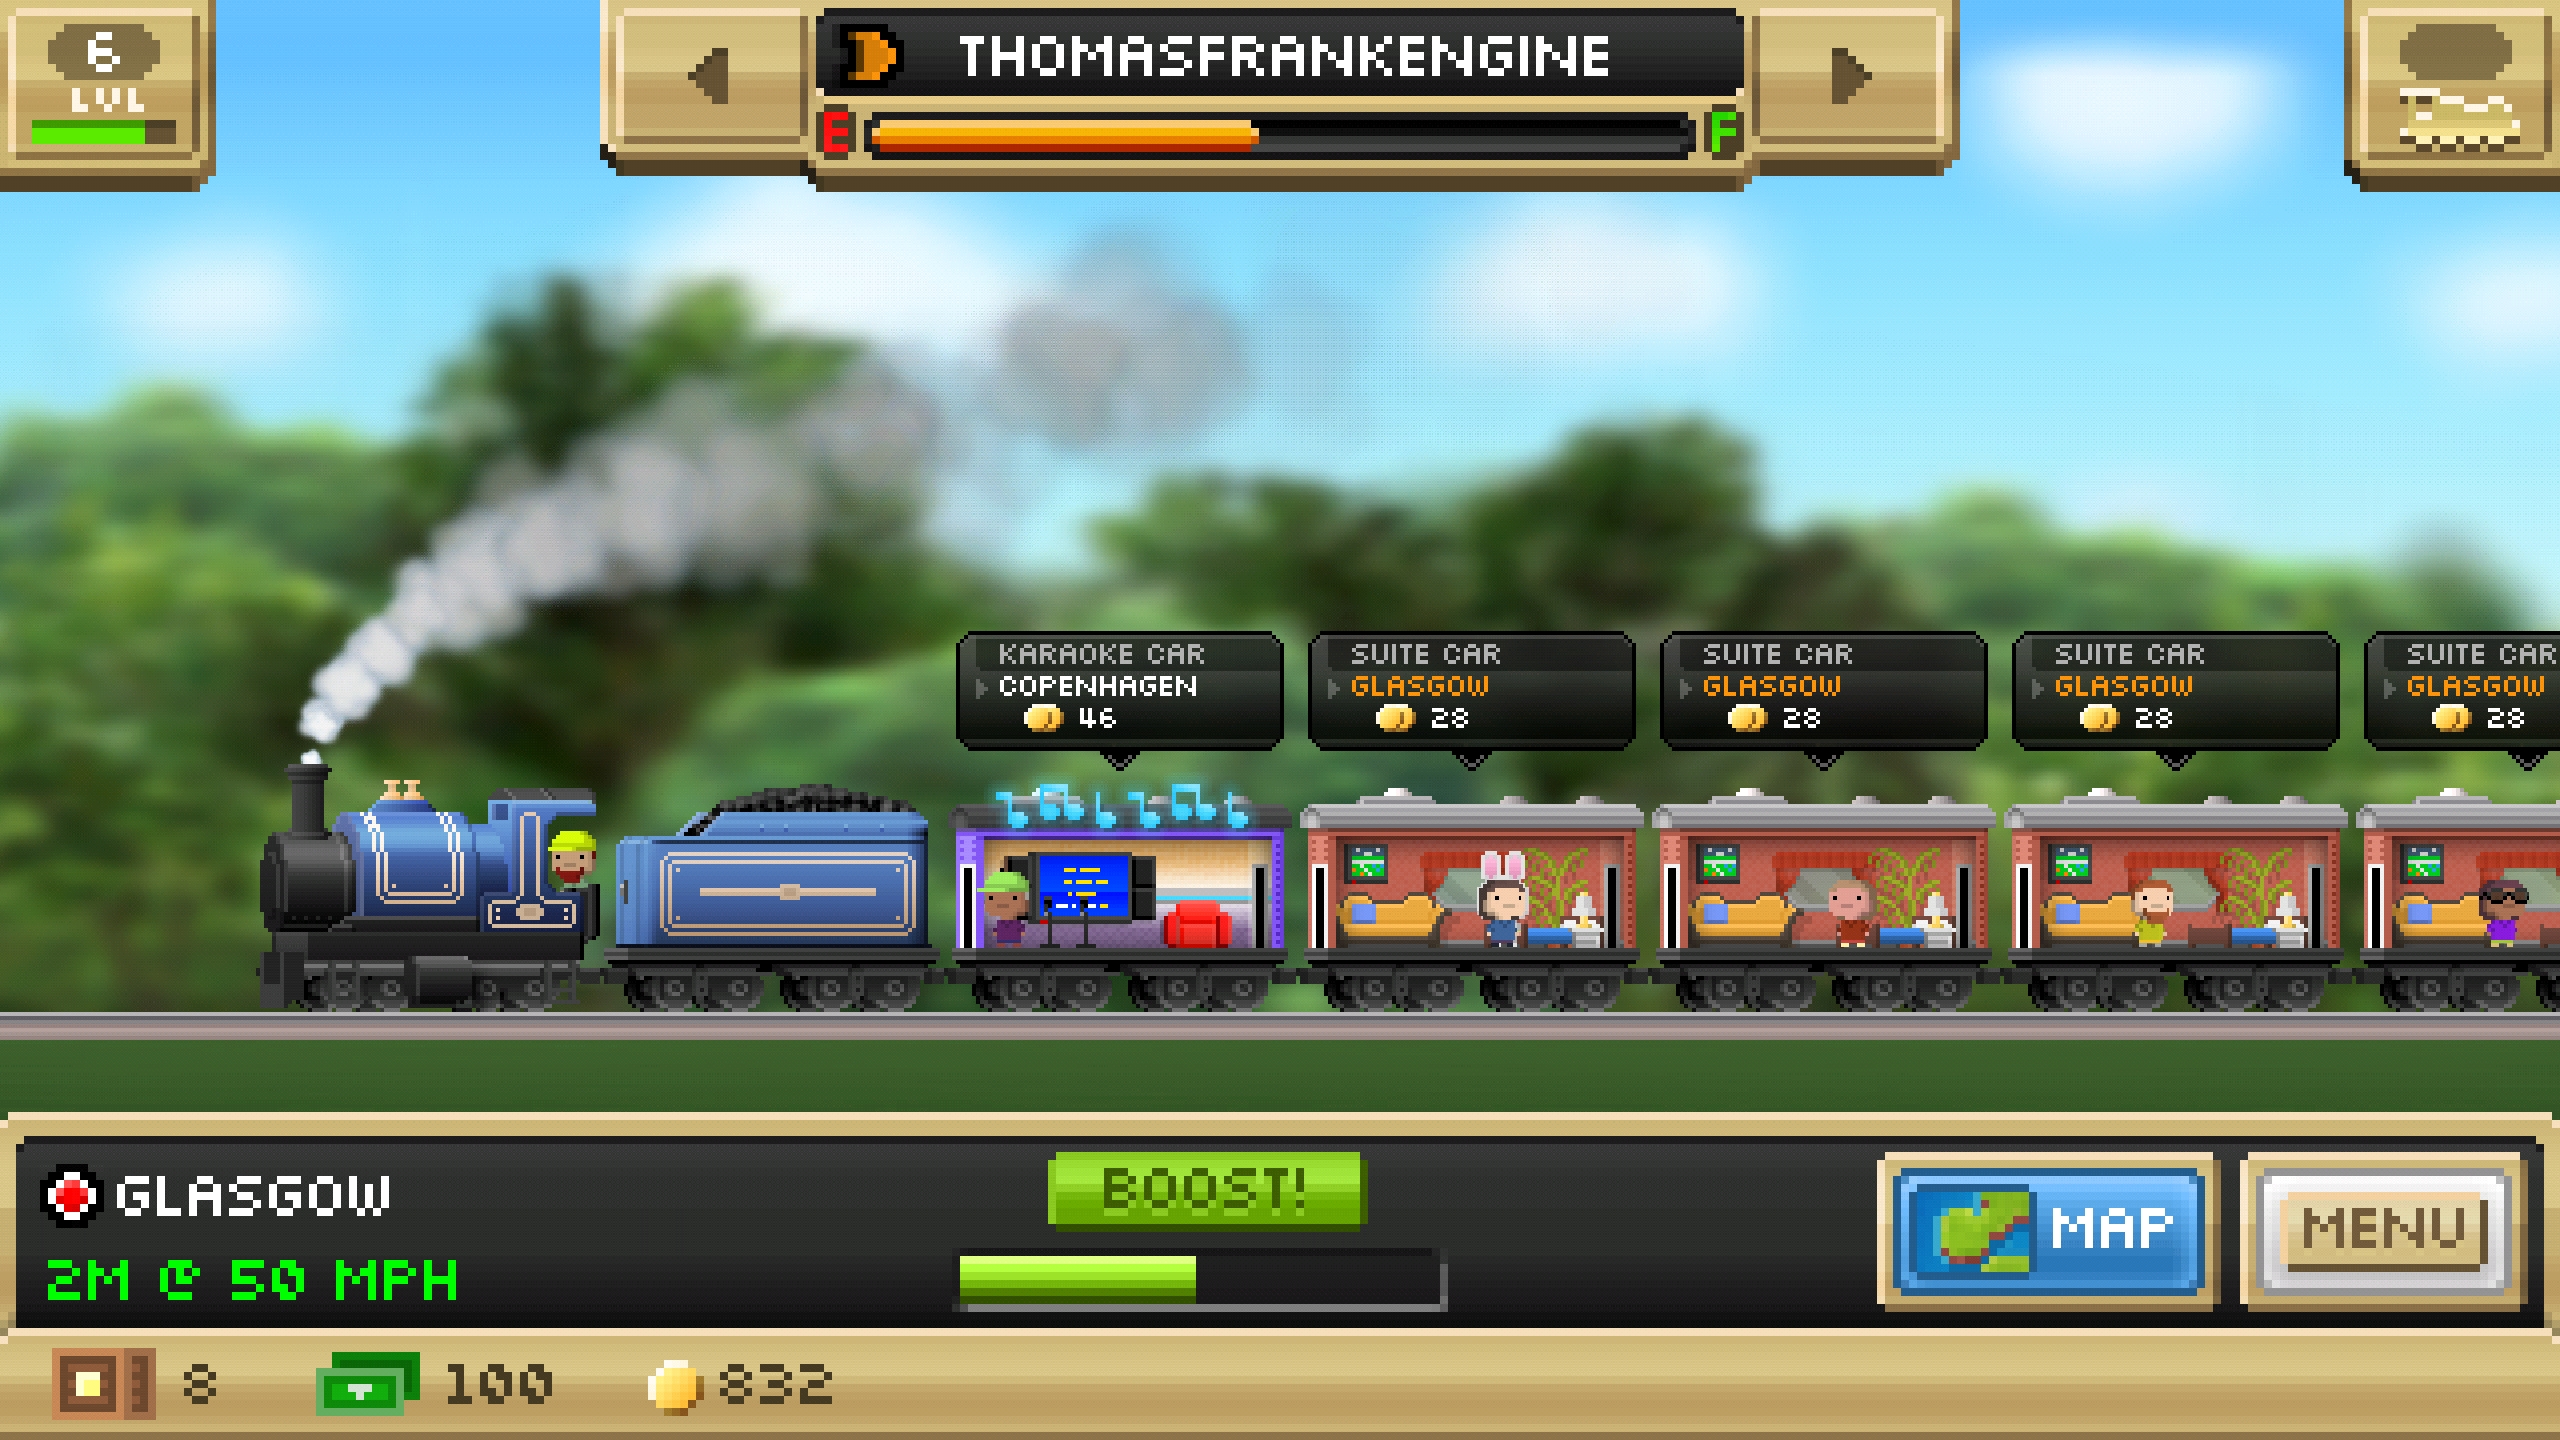 6
LVL
THOMASFRANKENGINE
E F
KARAOKE CAR
COPENHAGEN
46
SUITE CAR
GLASGOW
28
SUITE CAR
GLASGOW
28
SUITE CAR
GLASGOW
28
SUITE CAR
GLASGOW
28
GLASGOW
2M @ 50 MPH
BOOST!
MAP
MENU
8 100 832